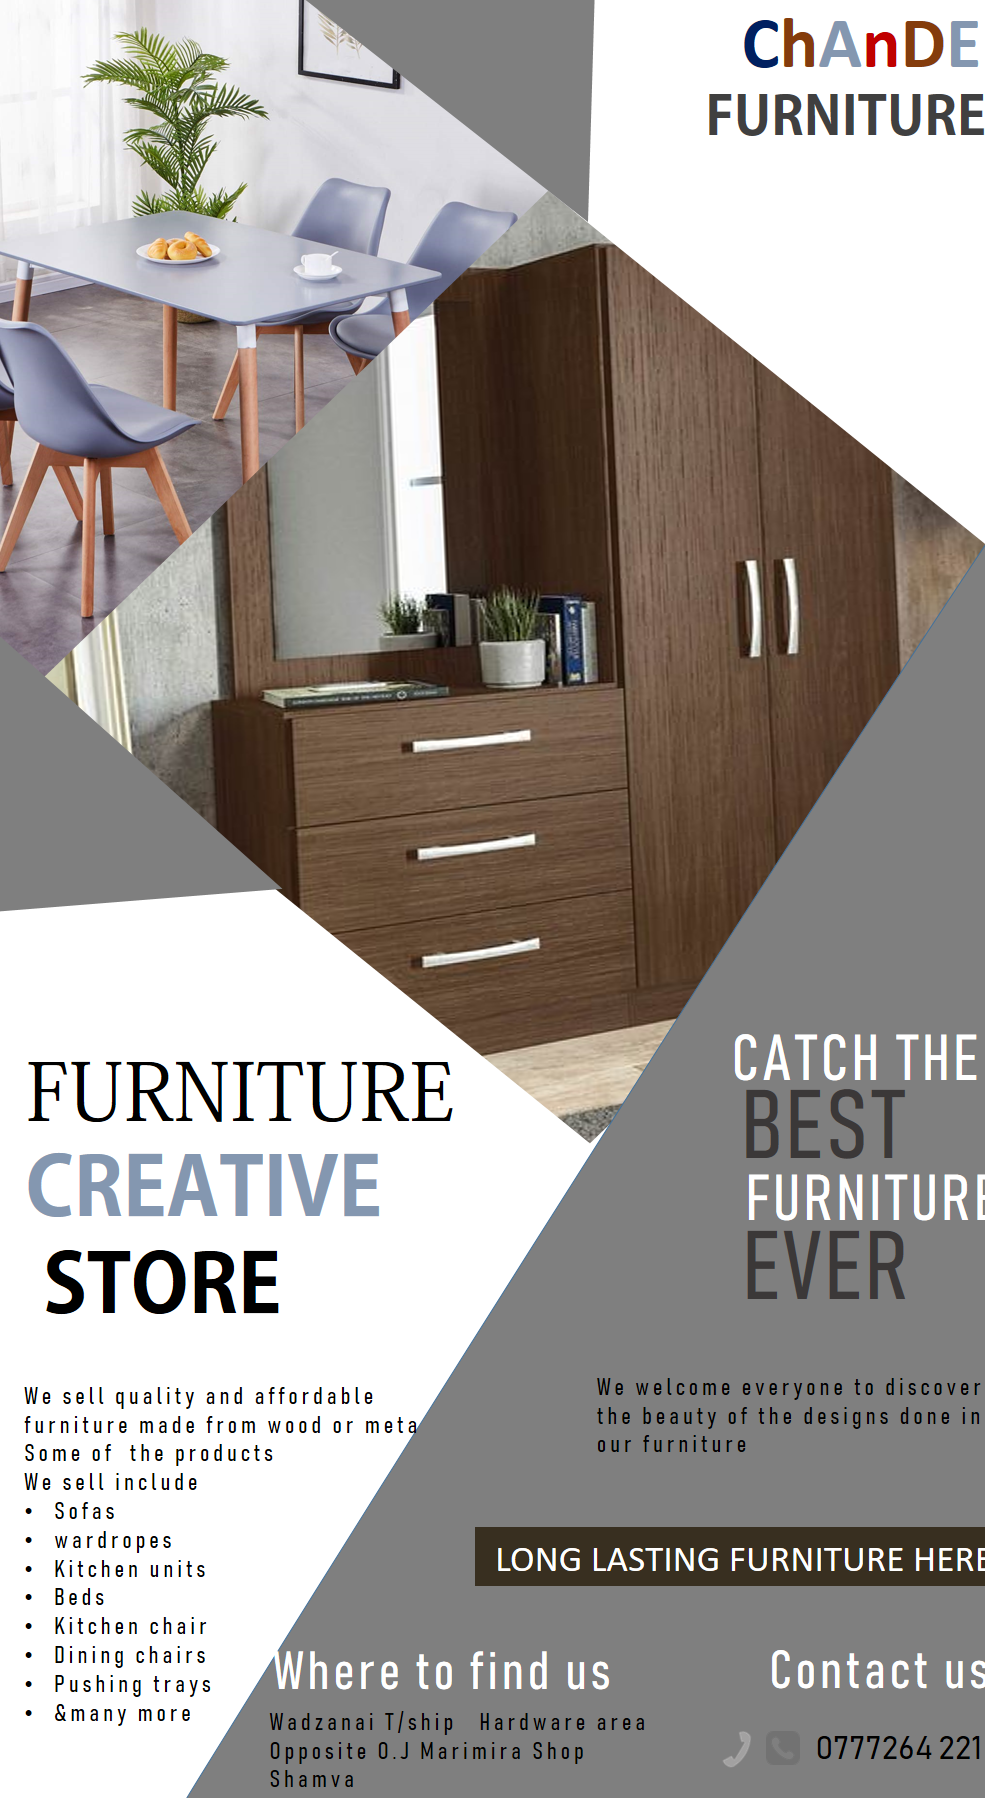 ChAnDE
FURNITURE
FURNITURE
CREATIVE
STORE
We sell quality and affordable
furniture made from wood or meta
Some of the products
We sell include
• Sofas
• wardropes
• Kitchen units
• Beds
• Kitchen chair
• Dining chairs
• Pushing trays
• &many more
CATCH THE
BEST
FURNITURE
EVER
We welcome everyone to discover
the beauty of the designs done in
our furniture
LONG LASTING FURNITURE HERE
Where to find us
Wadzanai T/ship Hardware area
Opposite O.J Marimira Shop
Shamva
Contact us
0777264 221